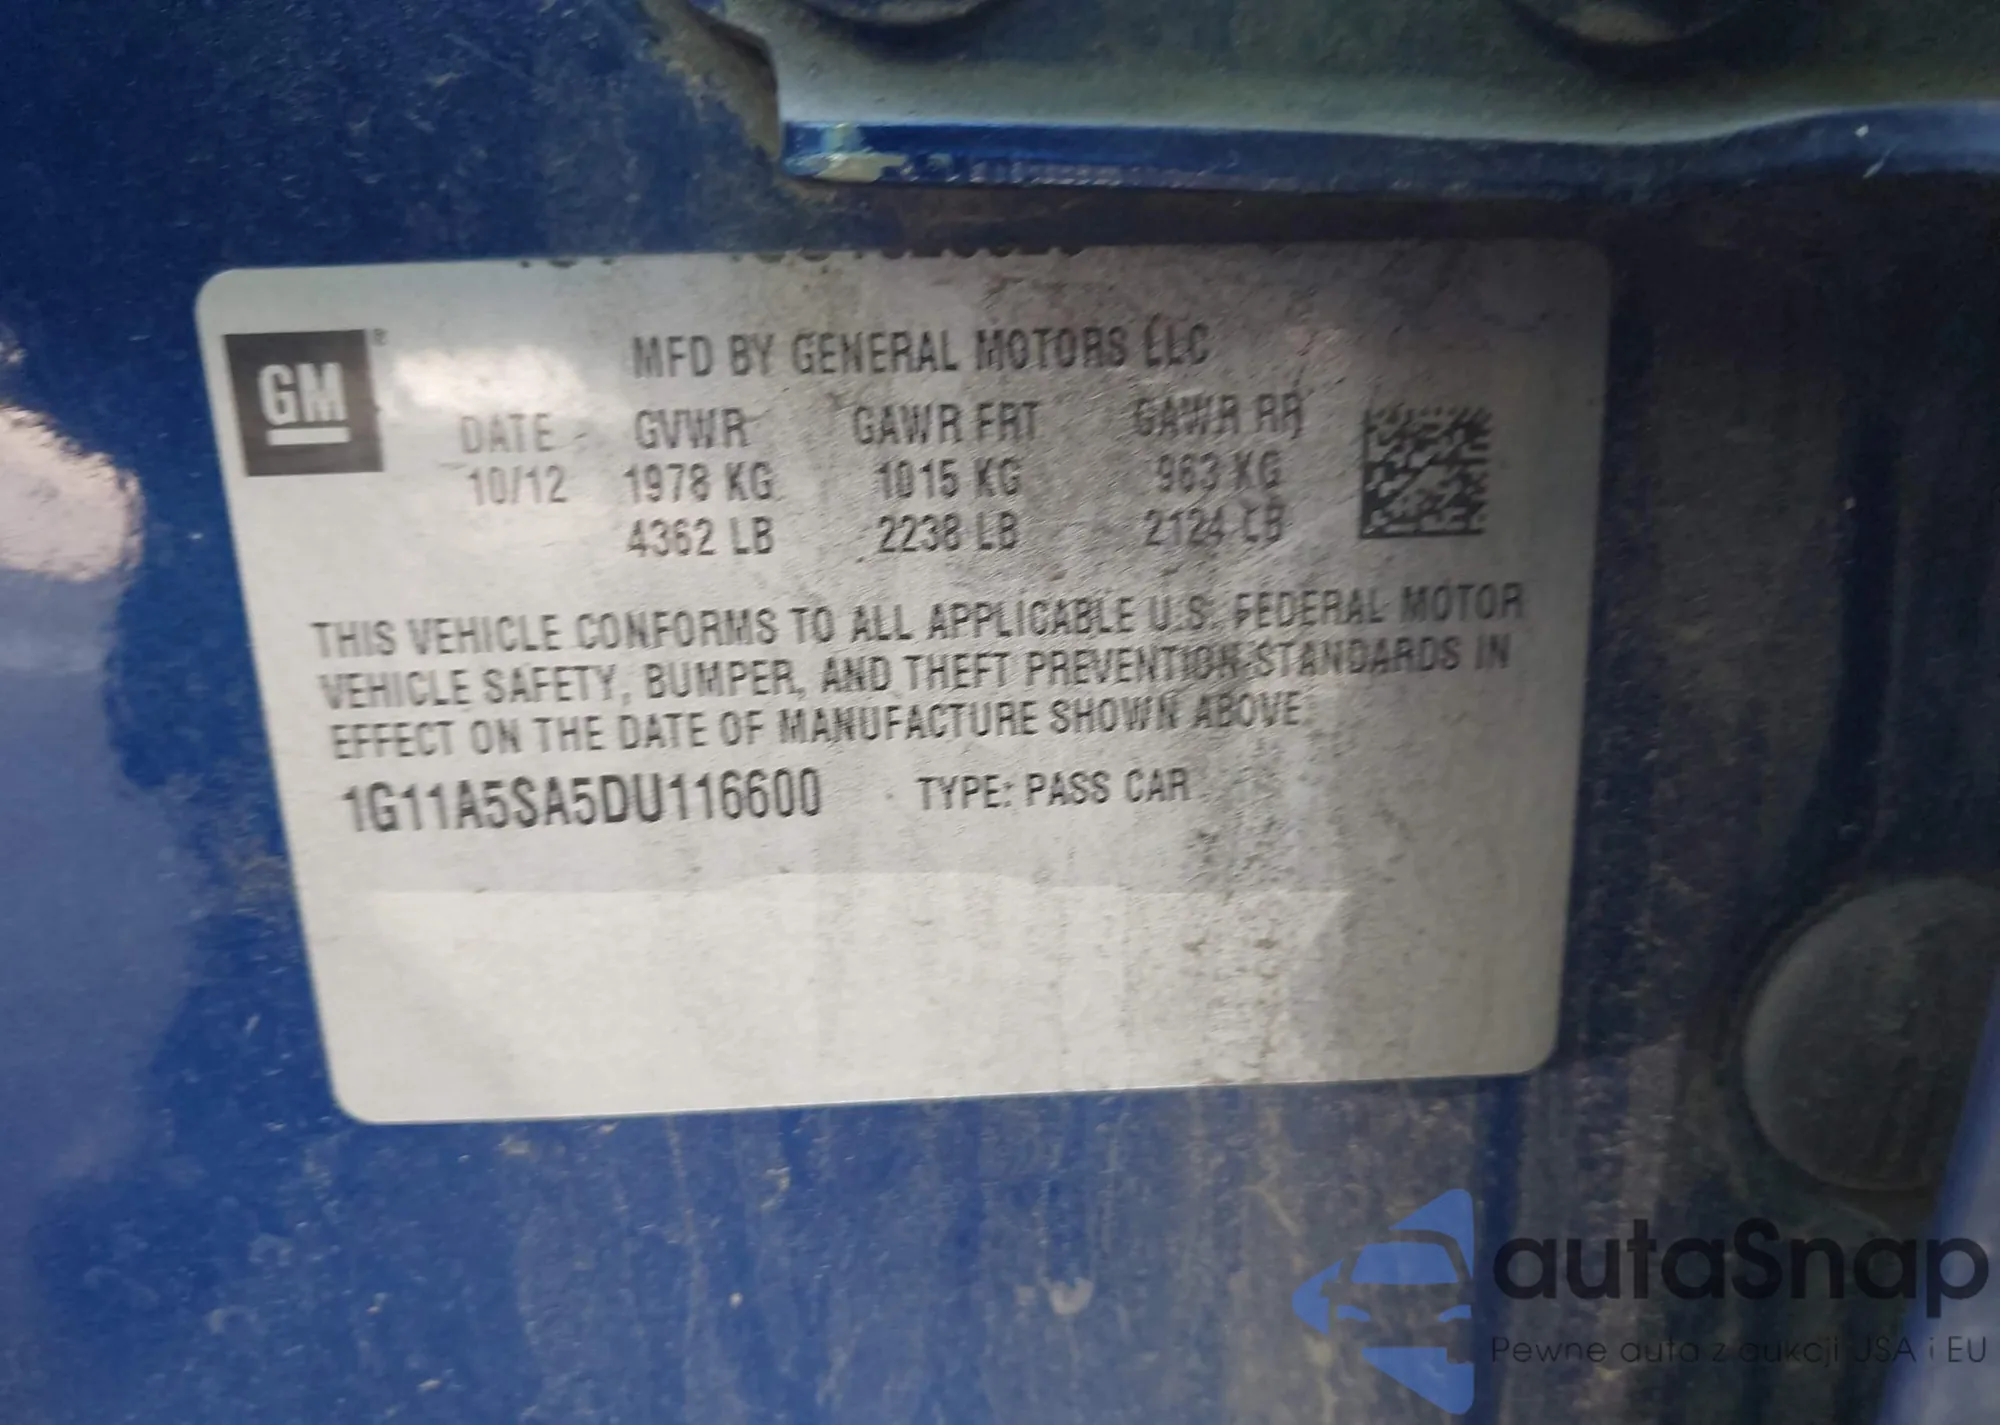 MFD BY GENERAL MOTORS LLC
GM
DATE GVWR GAWR FRT GAWR RR
10/12 1978 KG 1015 KG 963 KG
4362 LB 2238 LB 2124 LB
THIS VEHICLE CONFORMS TO ALL APPLICABLE U.S. FEDERAL MOTOR
VEHICLE SAFETY, BUMPER, AND THEFT PREVENTION STANDARDS IN
EFFECT ON THE DATE OF MANUFACTURE SHOWN ABOVE.
1G11A5SA5DU116600 TYPE: PASS CAR
autaSnap
Pewne auta z aukcji USA i EU